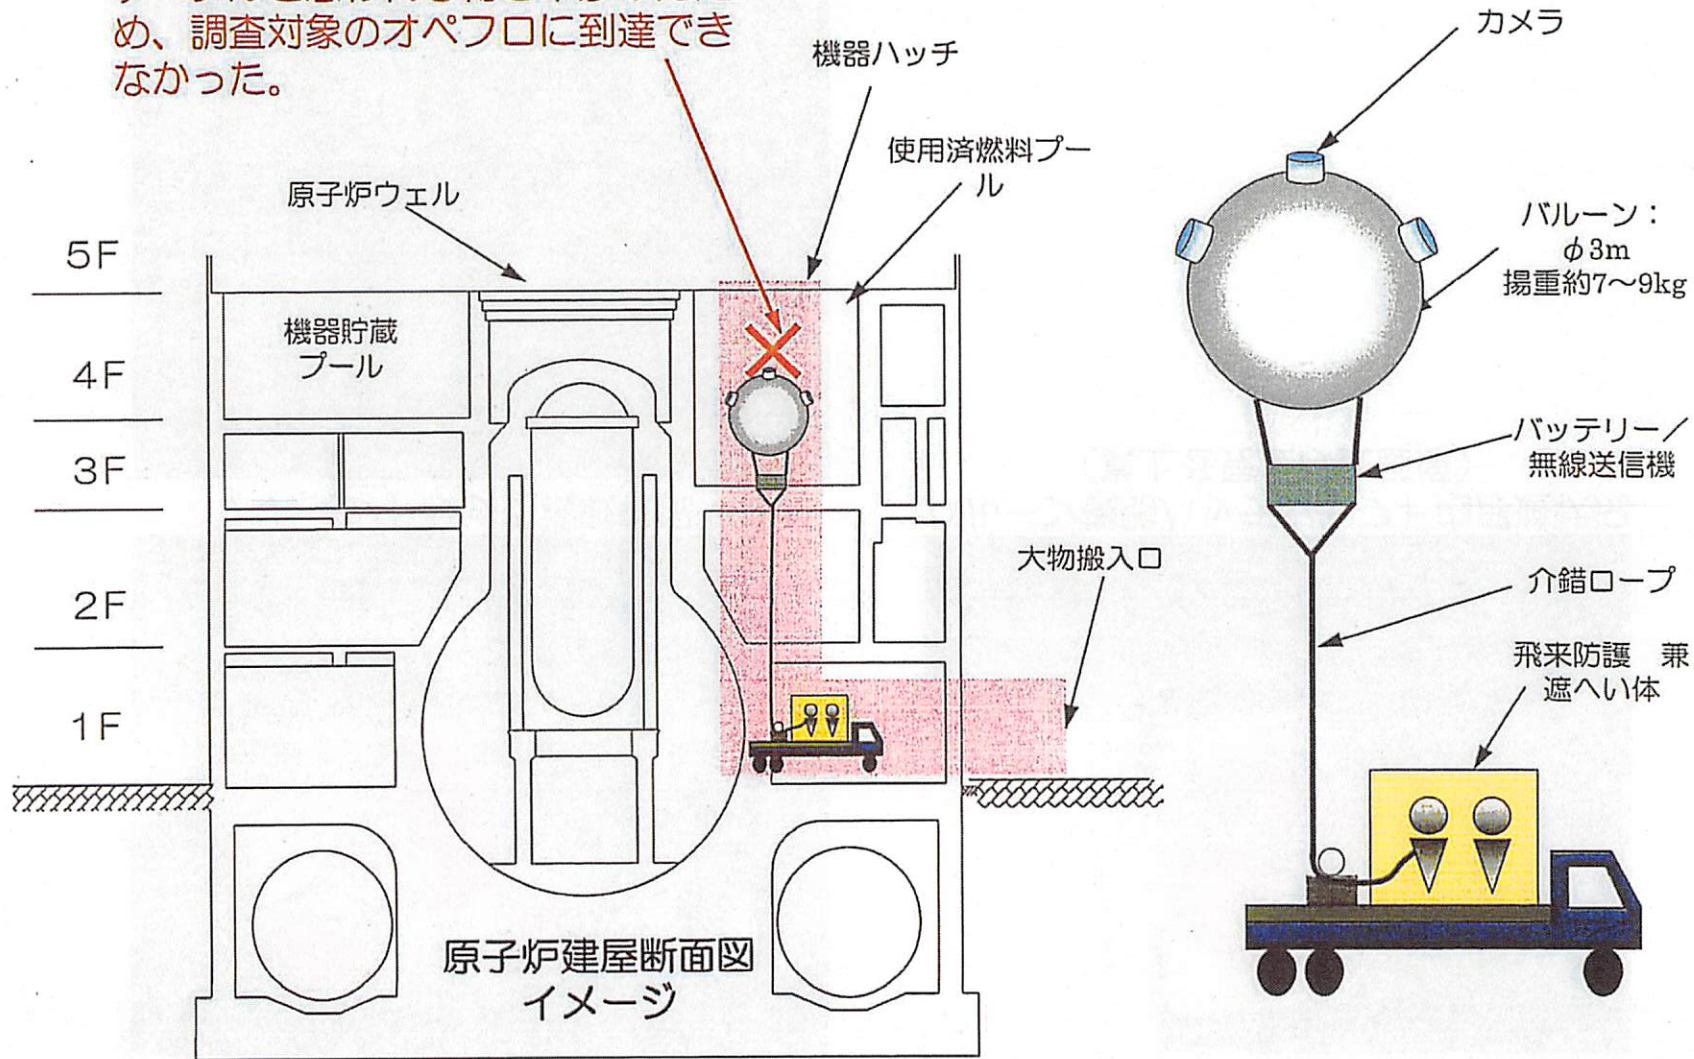 め、調査対象のオペフロに到達でき
なかった。
機器ハッチ
カメラ
使用済燃料プー
ル
原子炉ウェル
バルーン：
φ3m
揚重約7～9kg
5F
機器貯蔵
プール
4F
バッテリー／
無線送信機
3F
大物搬入口
介錯ロープ
2F
飛来防護　兼
遮へい体
1F
原子炉建屋断面図
イメージ